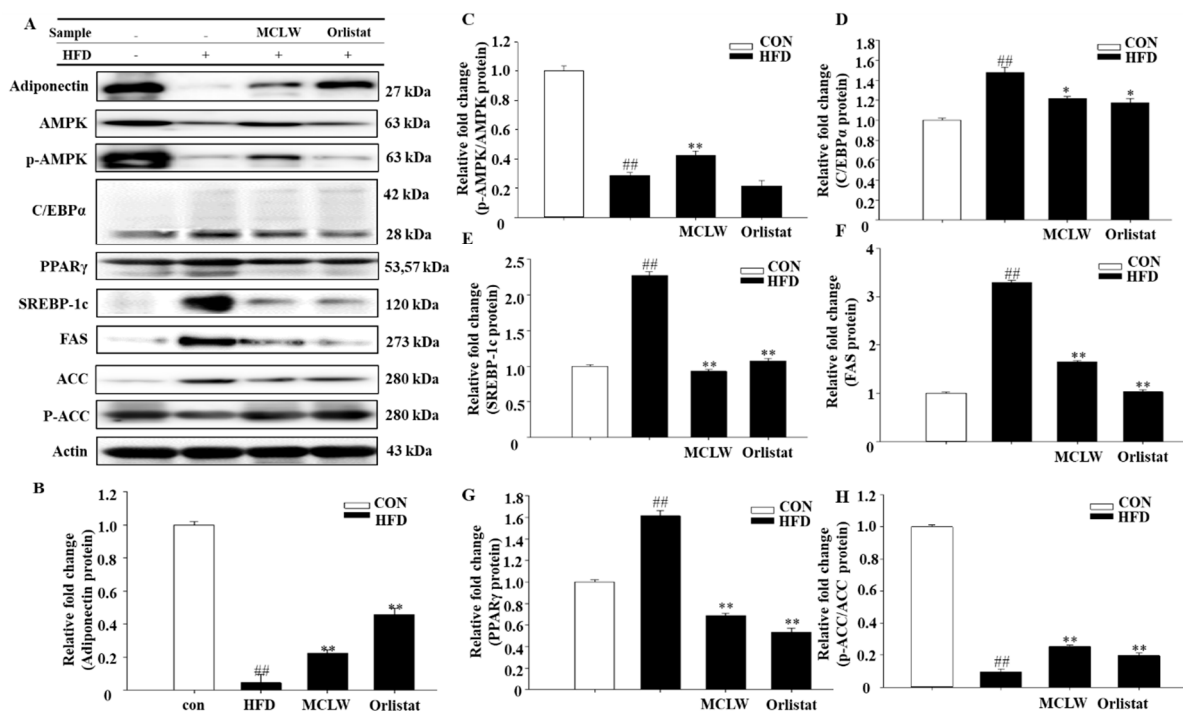 A
Sample - - MCLW Orlistat
HFD - + + +
Adiponectin 27 kDa
AMPK 63 kDa
p-AMPK 63 kDa
C/EBPα 42 kDa
28 kDa
PPARγ 53,57 kDa
SREBP-1c 120 kDa
FAS 273 kDa
ACC 280 kDa
P-ACC 280 kDa
Actin 43 kDa
B
Relative fold change
(Adiponectin protein)
1.2
1.0
0.8
0.6
0.4
0.2
0
CON
HFD
##
**
**
con HFD MCLW Orlistat
C
Relative fold change
(p-AMPK/AMPK protein)
1.2
1.0
0.8
0.6
0.4
0.2
0
CON
HFD
##
**
MCLW Orlistat
D
Relative fold change
(C/EBPα protein)
1.8
1.6
1.4
1.2
1.0
0.8
0.6
0.4
0.2
0
CON
HFD
##
*
*
MCLW Orlistat
E
Relative fold change
(SREBP-1c protein)
2.5
2.0
1.5
1.0
0.5
0
CON
HFD
##
**
**
MCLW Orlistat
F
Relative fold change
(FAS protein)
4
3
2
1
0
CON
HFD
##
**
**
MCLW Orlistat
G
Relative fold change
(PPARγ protein)
1.8
1.6
1.4
1.2
1.0
0.8
0.6
0.4
0.2
0
CON
HFD
##
**
**
MCLW Orlistat
H
Relative fold change
(p-ACC/ACC protein)
1.2
1.0
0.8
0.6
0.4
0.2
0
CON
HFD
##
**
**
MCLW Orlistat